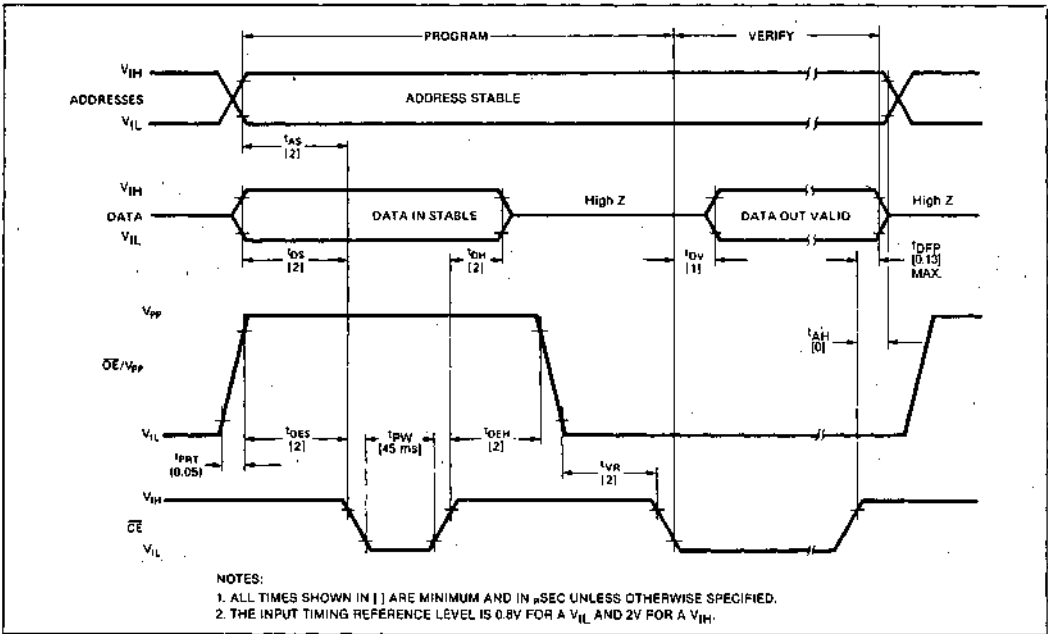 PROGRAM
VERIFY
VIH
ADDRESSES
VIL
ADDRESS STABLE
tAS
[2]
VIH
DATA
VIL
DATA IN STABLE
High Z
DATA OUT VALID
High Z
tDS
[2]
tDH
[2]
tDV
[1]
tDFP
[0.13]
MAX.
VPP
OE/VPP
VIL
tAH
[0]
tPRT
(0.05)
tOES
[2]
tPW
[45 ms]
tOEH
[2]
tVR
[2]
VIH
CE
VIL
NOTES:
1. ALL TIMES SHOWN IN [ ] ARE MINIMUM AND IN μSEC UNLESS OTHERWISE SPECIFIED.
2. THE INPUT TIMING REFERENCE LEVEL IS 0.8V FOR A VIL AND 2V FOR A VIH.